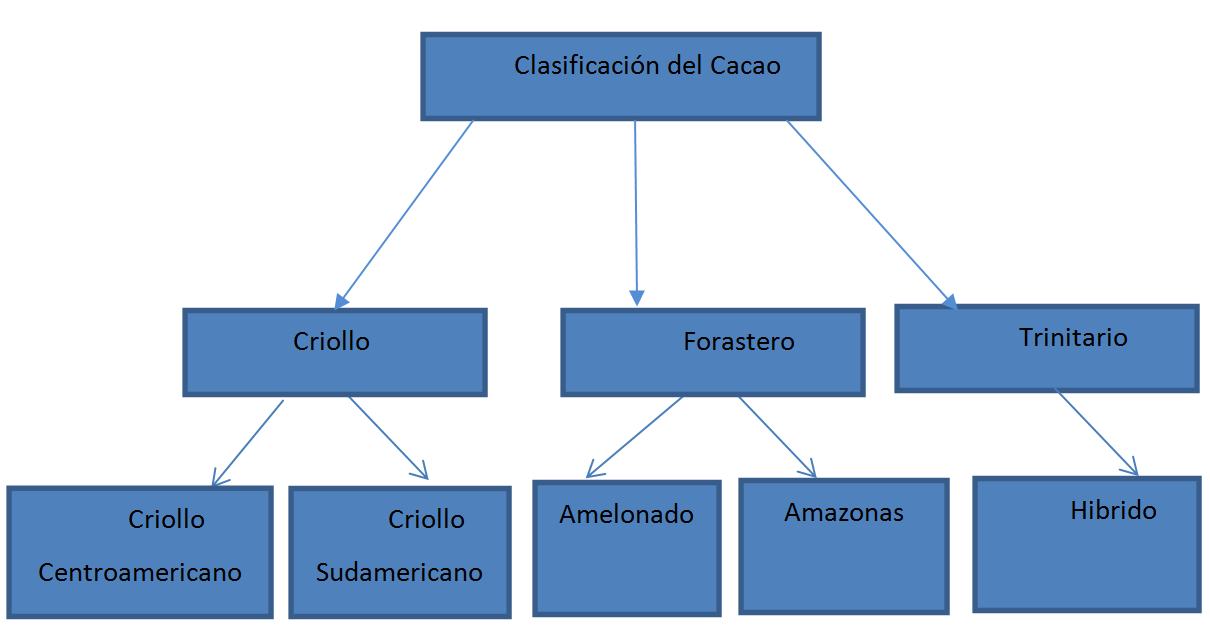 Clasificación del Cacao
Criollo
Forastero
Trinitario
Criollo
Centroamericano
Criollo
Sudamericano
Amelonado
Amazonas
Hibrido